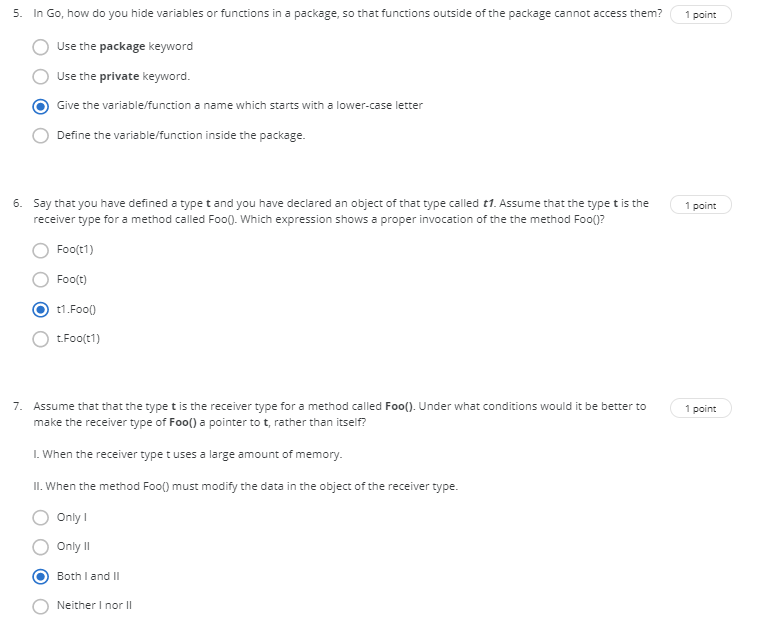 5. In Go, how do you hide variables or functions in a package, so that functions outside of the package cannot access them? 1 point
Use the package keyword
Use the private keyword.
Give the variable/function a name which starts with a lower-case letter
Define the variable/function inside the package.
6. Say that you have defined a type t and you have declared an object of that type called t1. Assume that the type t is the 1 point
receiver type for a method called Foo(). Which expression shows a proper invocation of the the method Foo()?
Foo(t1)
Foo(t)
t1.Foo()
t.Foo(t1)
7. Assume that that the type t is the receiver type for a method called Foo(). Under what conditions would it be better to 1 point
make the receiver type of Foo() a pointer to t, rather than itself?
I. When the receiver type t uses a large amount of memory.
II. When the method Foo() must modify the data in the object of the receiver type.
Only I
Only II
Both I and II
Neither I nor II